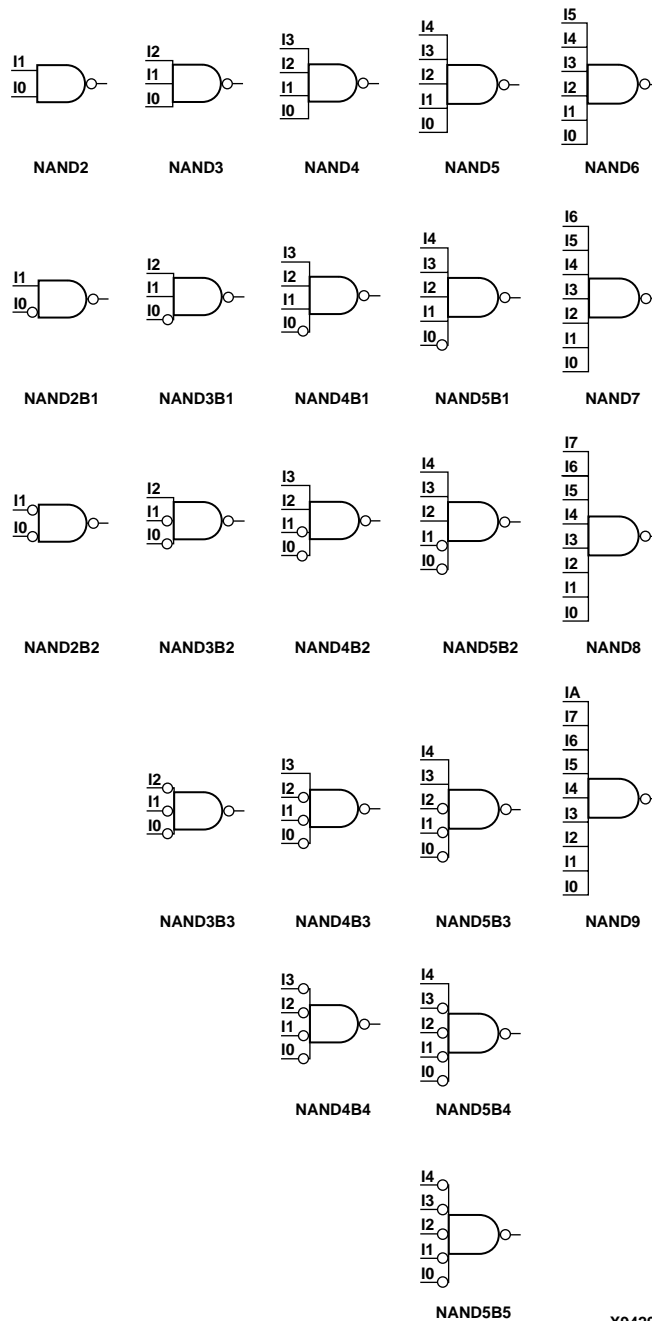 I1
I0
NAND2
I2
I1
I0
NAND3
I3
I2
I1
I0
NAND4
I4
I3
I2
I1
I0
NAND5
I5
I4
I3
I2
I1
I0
NAND6
I1
I0
NAND2B1
I2
I1
I0
NAND3B1
I3
I2
I1
I0
NAND4B1
I4
I3
I2
I1
I0
NAND5B1
I6
I5
I4
I3
I2
I1
I0
NAND7
I1
I0
NAND2B2
I2
I1
I0
NAND3B2
I3
I2
I1
I0
NAND4B2
I4
I3
I2
I1
I0
NAND5B2
I7
I6
I5
I4
I3
I2
I1
I0
NAND8
I2
I1
I0
NAND3B3
I3
I2
I1
I0
NAND4B3
I4
I3
I2
I1
I0
NAND5B3
IA
I7
I6
I5
I4
I3
I2
I1
I0
NAND9
I3
I2
I1
I0
NAND4B4
I4
I3
I2
I1
I0
NAND5B4
I4
I3
I2
I1
I0
NAND5B5